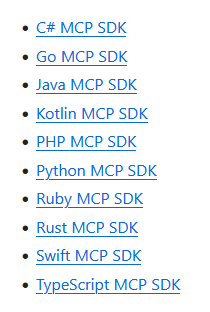 C# MCP SDK
Go MCP SDK
Java MCP SDK
Kotlin MCP SDK
PHP MCP SDK
Python MCP SDK
Ruby MCP SDK
Rust MCP SDK
Swift MCP SDK
TypeScript MCP SDK